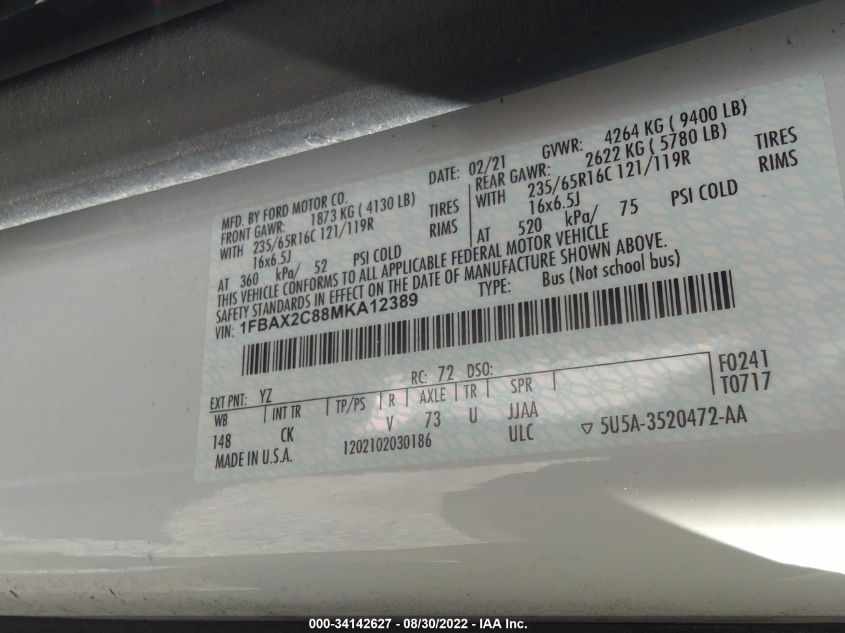 MFD. BY FORD MOTOR CO. DATE: 02/21 GVWR: 4264 KG ( 9400 LB)
FRONT GAWR: 1873 KG ( 4130 LB) REAR GAWR: 2622 KG ( 5780 LB)
WITH 235/65R16C 121/119R TIRES WITH 235/65R16C 121/119R TIRES
16x6.5J RIMS 16x6.5J RIMS
AT 360 kPa/ 52 PSI COLD AT 520 kPa/ 75 PSI COLD
THIS VEHICLE CONFORMS TO ALL APPLICABLE FEDERAL MOTOR VEHICLE
SAFETY STANDARDS IN EFFECT ON THE DATE OF MANUFACTURE SHOWN ABOVE.
VIN: 1FBAX2C88MKA12389 TYPE: Bus (Not school bus)
EXT PNT: YZ RC: 72 DSO: F0241
WB INT TR TP/PS R AXLE TR SPR T0717
148 CK V 73 U JJAA
MADE IN U.S.A. 1202102030186 ULC ▽ 5U5A-3520472-AA
000-34142627 - 08/30/2022 - IAA Inc.